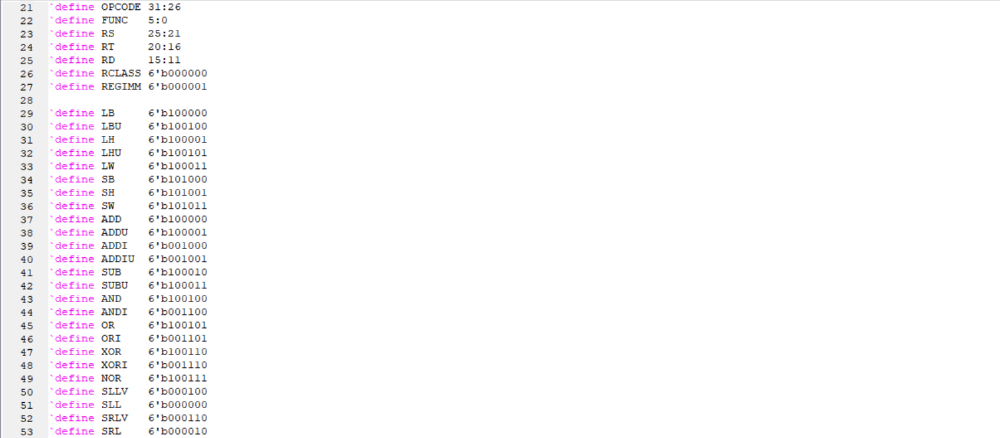 21 `define OPCODE 31:26
22 `define FUNC 5:0
23 `define RS 25:21
24 `define RT 20:16
25 `define RD 15:11
26 `define RCLASS 6'b000000
27 `define REGIMM 6'b000001
28
29 `define LB 6'b100000
30 `define LBU 6'b100100
31 `define LH 6'b100001
32 `define LHU 6'b100101
33 `define LW 6'b100011
34 `define SB 6'b101000
35 `define SH 6'b101001
36 `define SW 6'b101011
37 `define ADD 6'b100000
38 `define ADDU 6'b100001
39 `define ADDI 6'b001000
40 `define ADDIU 6'b001001
41 `define SUB 6'b100010
42 `define SUBU 6'b100011
43 `define AND 6'b100100
44 `define ANDI 6'b001100
45 `define OR 6'b100101
46 `define ORI 6'b001101
47 `define XOR 6'b100110
48 `define XORI 6'b001110
49 `define NOR 6'b100111
50 `define SLLV 6'b000100
51 `define SLL 6'b000000
52 `define SRLV 6'b000110
53 `define SRL 6'b000010